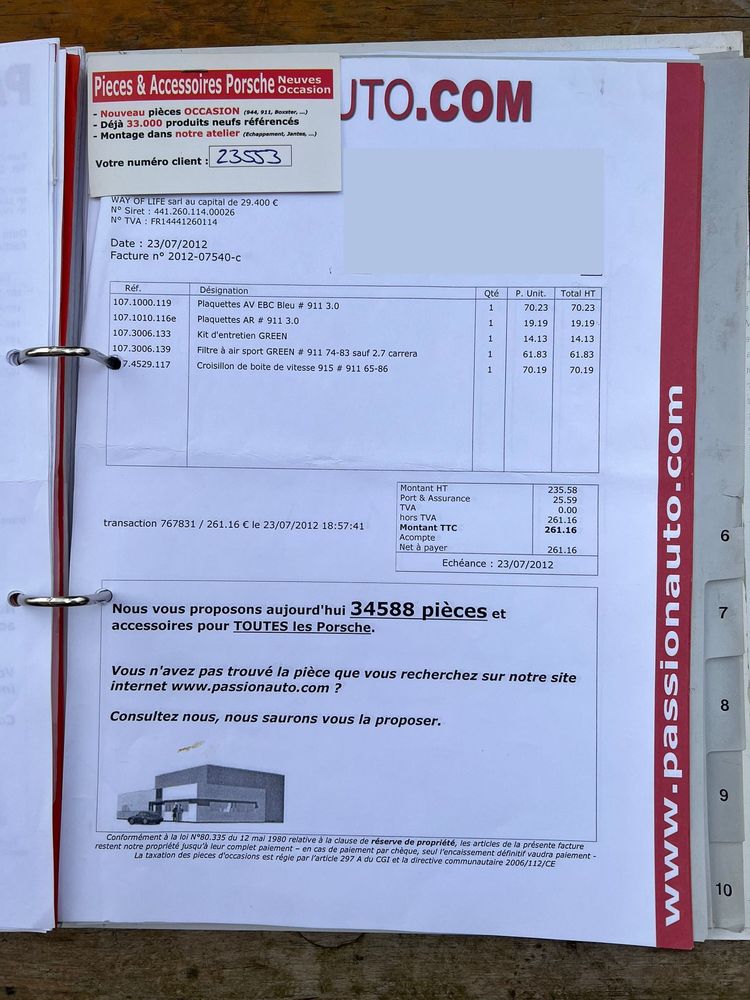 Pieces & Accessoires Porsche Neuves Occasion
- Nouveau pièces OCCASION (944, 911, Boxster, ...)
- Déjà 33.000 produits neufs référencés
- Montage dans notre atelier (Echappement, Jantes, ...)
Votre numéro client : 23553
UTO.COM
WAY OF LIFE sarl au capital de 29.400 €
N° Siret : 441.260.114.00026
N° TVA : FR14441260114
Date : 23/07/2012
Facture n° 2012-07540-c
Réf. Désignation Qté P. Unit. Total HT
107.1000.119 Plaquettes AV EBC Bleu # 911 3.0 1 70.23 70.23
107.1010.116e Plaquettes AR # 911 3.0 1 19.19 19.19
107.3006.133 Kit d'entretien GREEN 1 14.13 14.13
107.3006.139 Filtre à air sport GREEN # 911 74-83 sauf 2.7 carrera 1 61.83 61.83
7.4529.117 Croisillon de boite de vitesse 915 # 911 65-86 1 70.19 70.19
Montant HT 235.58
Port & Assurance 25.59
TVA 0.00
hors TVA 261.16
Montant TTC 261.16
Acompte
Net à payer 261.16
Echéance : 23/07/2012
transaction 767831 / 261.16 € le 23/07/2012 18:57:41
Nous vous proposons aujourd'hui 34588 pièces et
accessoires pour TOUTES les Porsche.
Vous n'avez pas trouvé la pièce que vous recherchez sur notre site
internet www.passionauto.com ?
Consultez nous, nous saurons vous la proposer.
Conformément à la loi N°80.335 du 12 mai 1980 relative à la clause de réserve de propriété, les articles de la présente facture
restent notre propriété jusqu'à leur complet paiement – en cas de paiement par chèque, seul l'encaissement définitif vaudra paiement -
La taxation des pieces d'occasions est régie par l'article 297 A du CGI et la directive communautaire 2006/112/CE
www.passionauto.com
6
7
8
9
10